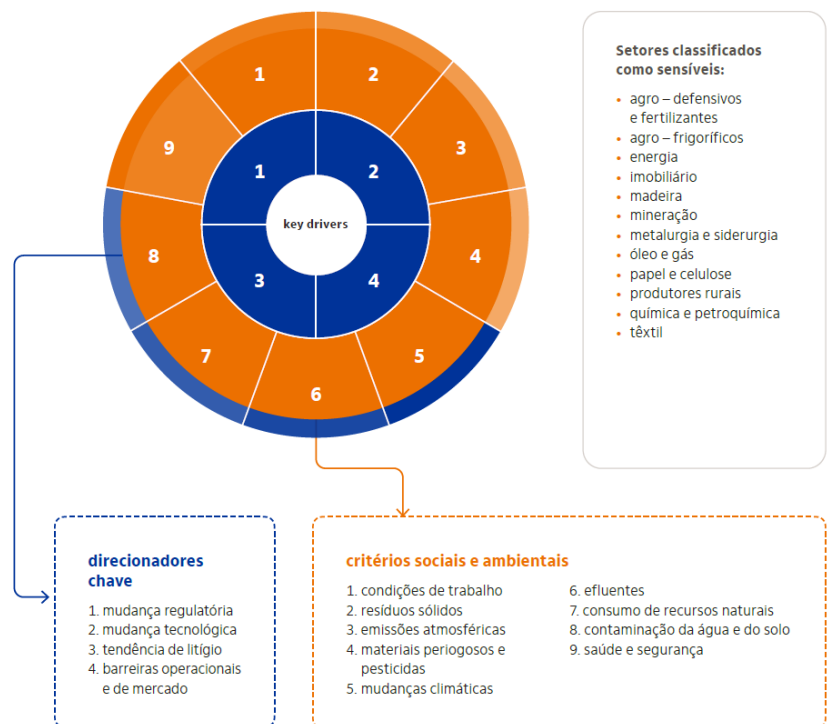 1
2
3
4
5
6
7
8
9
1
2
3
4
key drivers
Setores classificados
como sensíveis:
• agro – defensivos
e fertilizantes
• agro – frigoríficos
• energia
• imobiliário
• madeira
• mineração
• metalurgia e siderurgia
• óleo e gás
• papel e celulose
• produtores rurais
• química e petroquímica
• têxtil
direcionadores
chave
1. mudança regulatória
2. mudança tecnológica
3. tendência de litígio
4. barreiras operacionais
e de mercado
critérios sociais e ambientais
1. condições de trabalho
2. resíduos sólidos
3. emissões atmosféricas
4. materiais periogosos e
pesticidas
5. mudanças climáticas
6. efluentes
7. consumo de recursos naturais
8. contaminação da água e do solo
9. saúde e segurança